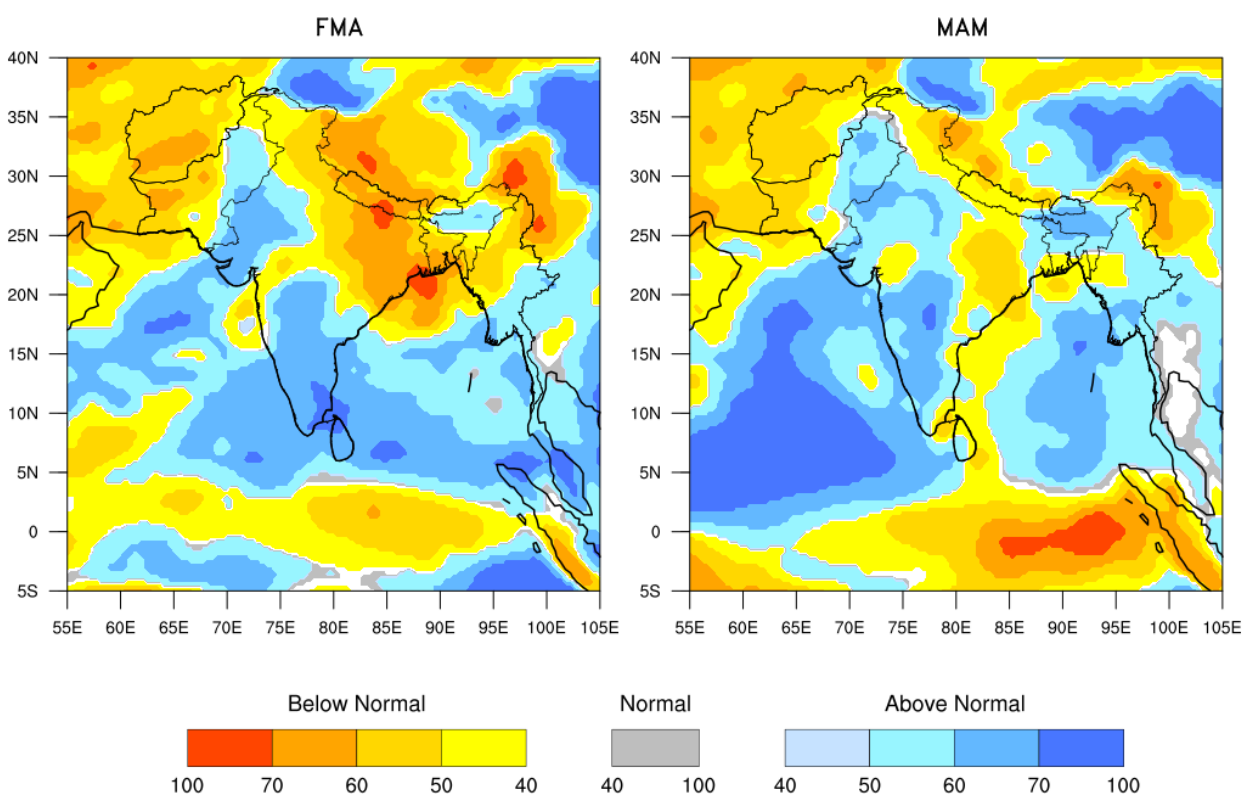 FMA MAM
40N 40N
35N 35N
30N 30N
25N 25N
20N 20N
15N 15N
10N 10N
5N 5N
0 0
5S 5S
55E 60E 65E 70E 75E 80E 85E 90E 95E 100E 105E 55E 60E 65E 70E 75E 80E 85E 90E 95E 100E 105E
Below Normal Normal Above Normal
100 70 60 50 40 40 100 40 50 60 70 100